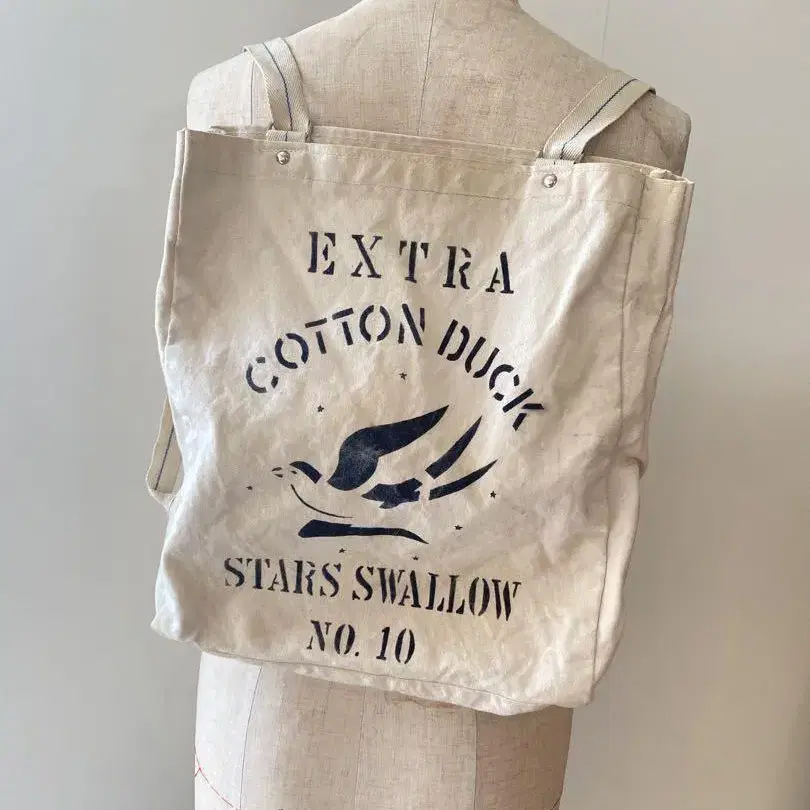 EXTRA
COTTON DUCK
STARS SWALLOW
NO. 10